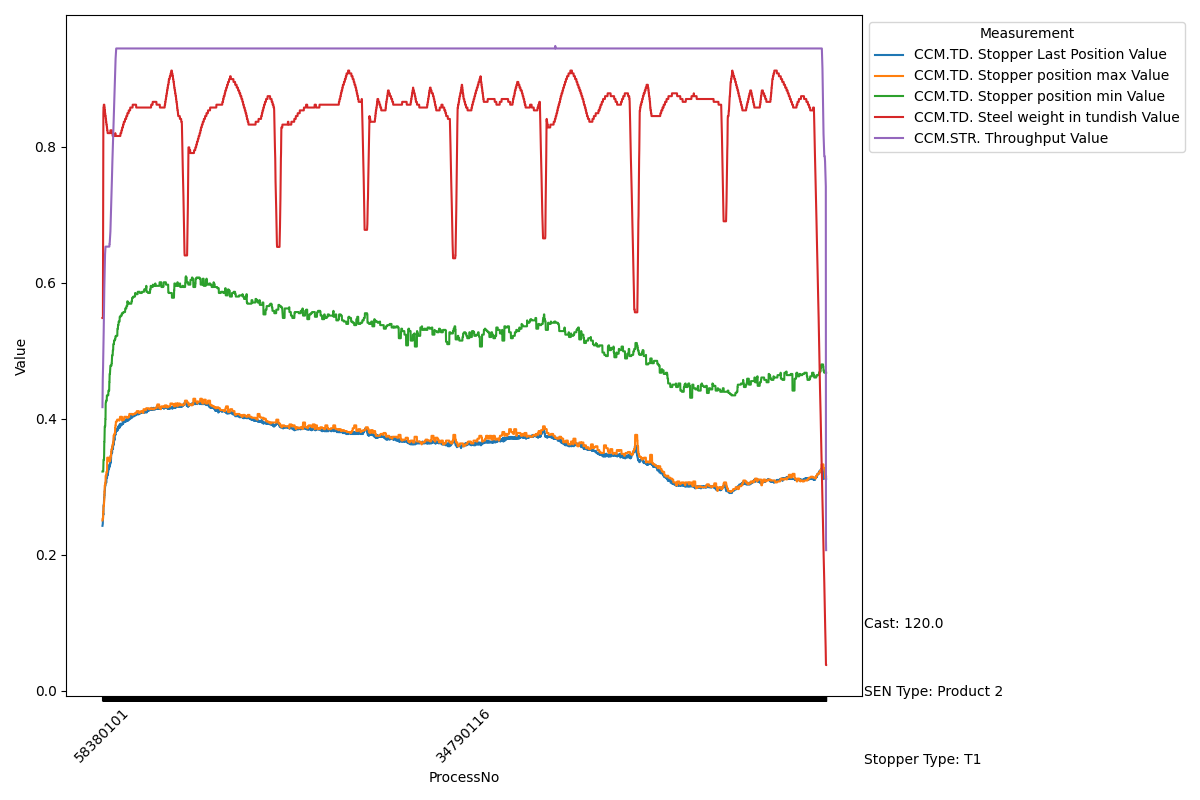 Measurement
CCM.TD. Stopper Last Position Value
CCM.TD. Stopper position max Value
CCM.TD. Stopper position min Value
CCM.TD. Steel weight in tundish Value
CCM.STR. Throughput Value
Value
0.8
0.6
0.4
0.2
0.0
58380101
34790116
ProcessNo
Cast: 120.0
SEN Type: Product 2
Stopper Type: T1